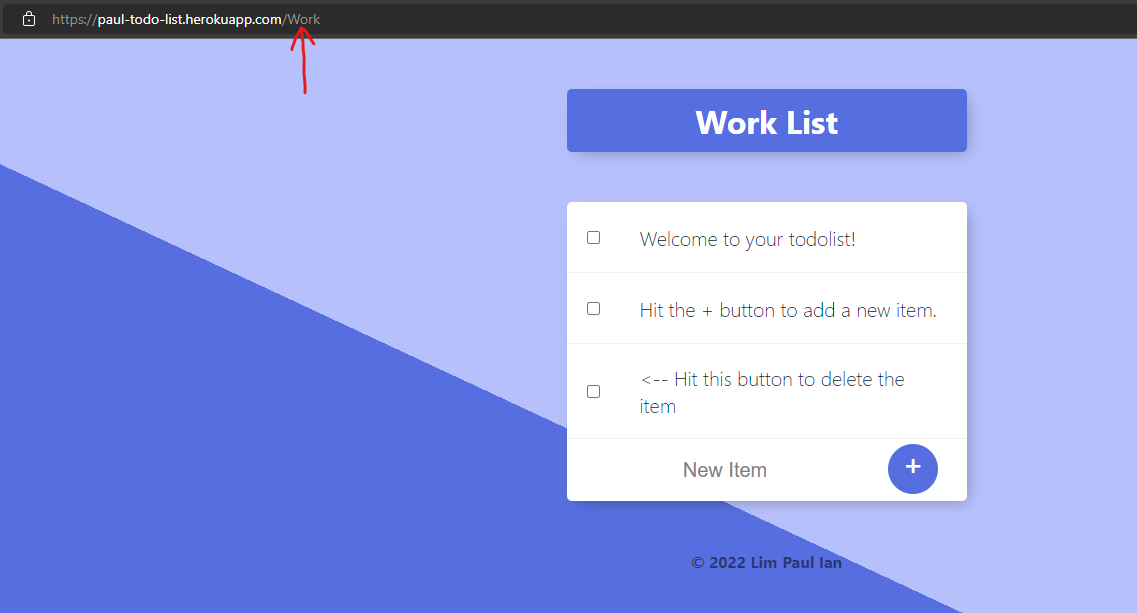 https://paul-todo-list.herokuapp.com/Work
Work List
Welcome to your todolist!
Hit the + button to add a new item.
<-- Hit this button to delete the
item
New Item
+
© 2022 Lim Paul Ian